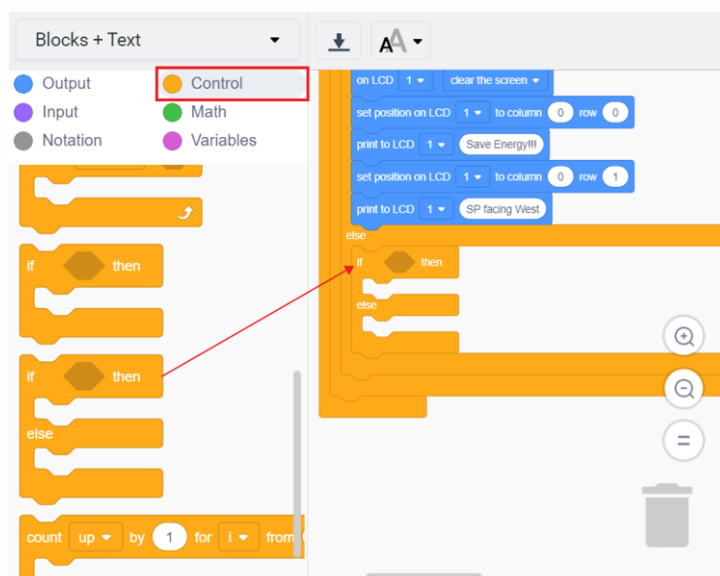 Blocks + Text
AA
Output
Control
Input
Math
Notation
Variables
if then
if then
else
count up by 1 for i from
on LCD 1 clear the screen
set position on LCD 1 to column 0 row 0
print to LCD 1 Save Energy!!!
set position on LCD 1 to column 0 row 1
print to LCD 1 SP facing West
else
if then
else